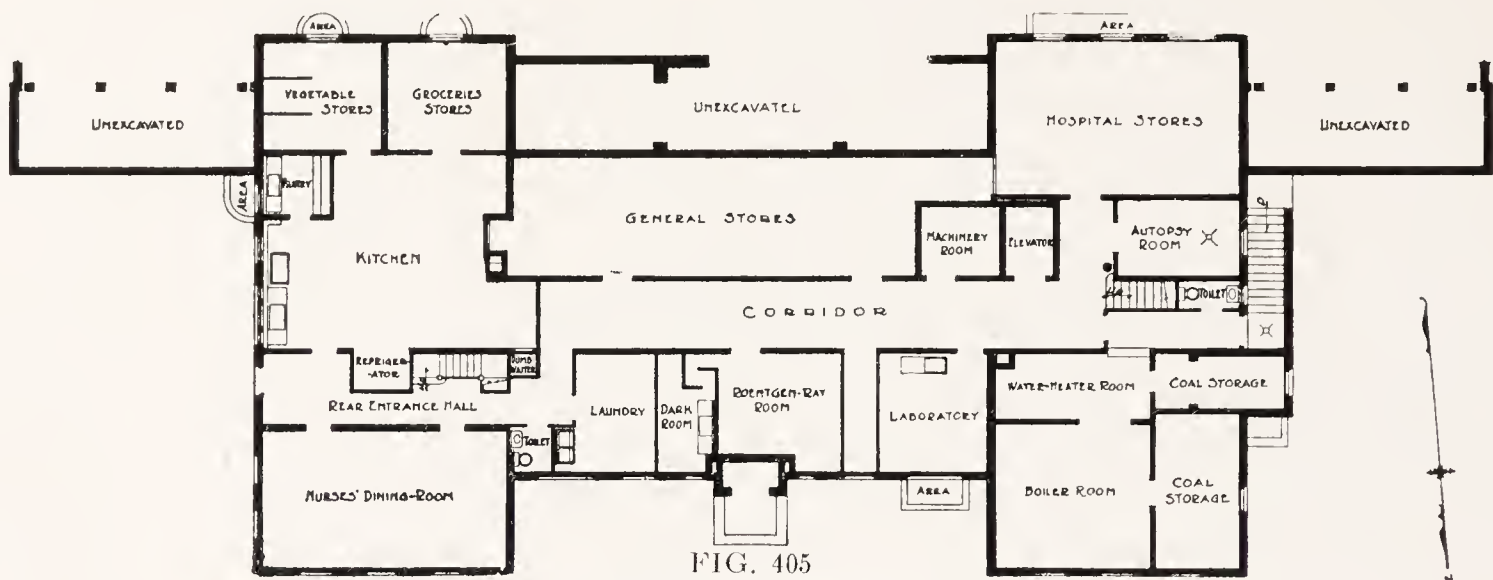 AREA
AREA
VEGETABLE
STORES
GROCERIES
STORES
UNEXCAVATED
UNEXCAVATEL
HOSPITAL STORES
UNEXCAVATED
PANTRY
AREA
KITCHEN
GENERAL STORES
MACHINERY
ROOM
ELEVATOR
AUTOPSY
ROOM
TOILET
CORRIDOR
REFRIGER-
ATOR
DUMB
WAITER
REAR ENTRANCE HALL
LAUNDRY
DARK
ROOM
ROENTGEN-RAY
ROOM
LABORATORY
WATER-HEATER ROOM
COAL STORAGE
TOILET
NURSES' DINING-ROOM
AREA
BOILER ROOM
COAL
STORAGE
FIG. 405